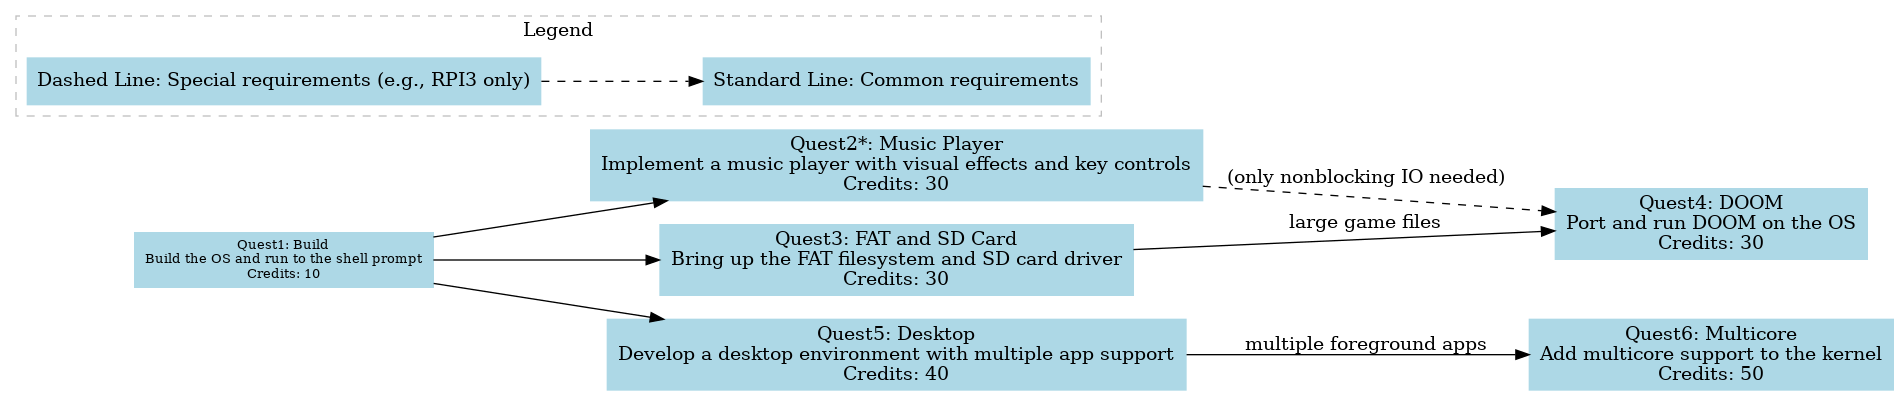 Legend
Dashed Line: Special requirements (e.g., RPI3 only)
Standard Line: Common requirements
Quest2*: Music Player
Implement a music player with visual effects and key controls
Credits: 30
(only nonblocking IO needed)
Quest4: DOOM
Port and run DOOM on the OS
Credits: 30
large game files
Quest1: Build
Build the OS and run to the shell prompt
Credits: 10
Quest3: FAT and SD Card
Bring up the FAT filesystem and SD card driver
Credits: 30
Quest5: Desktop
Develop a desktop environment with multiple app support
Credits: 40
multiple foreground apps
Quest6: Multicore
Add multicore support to the kernel
Credits: 50